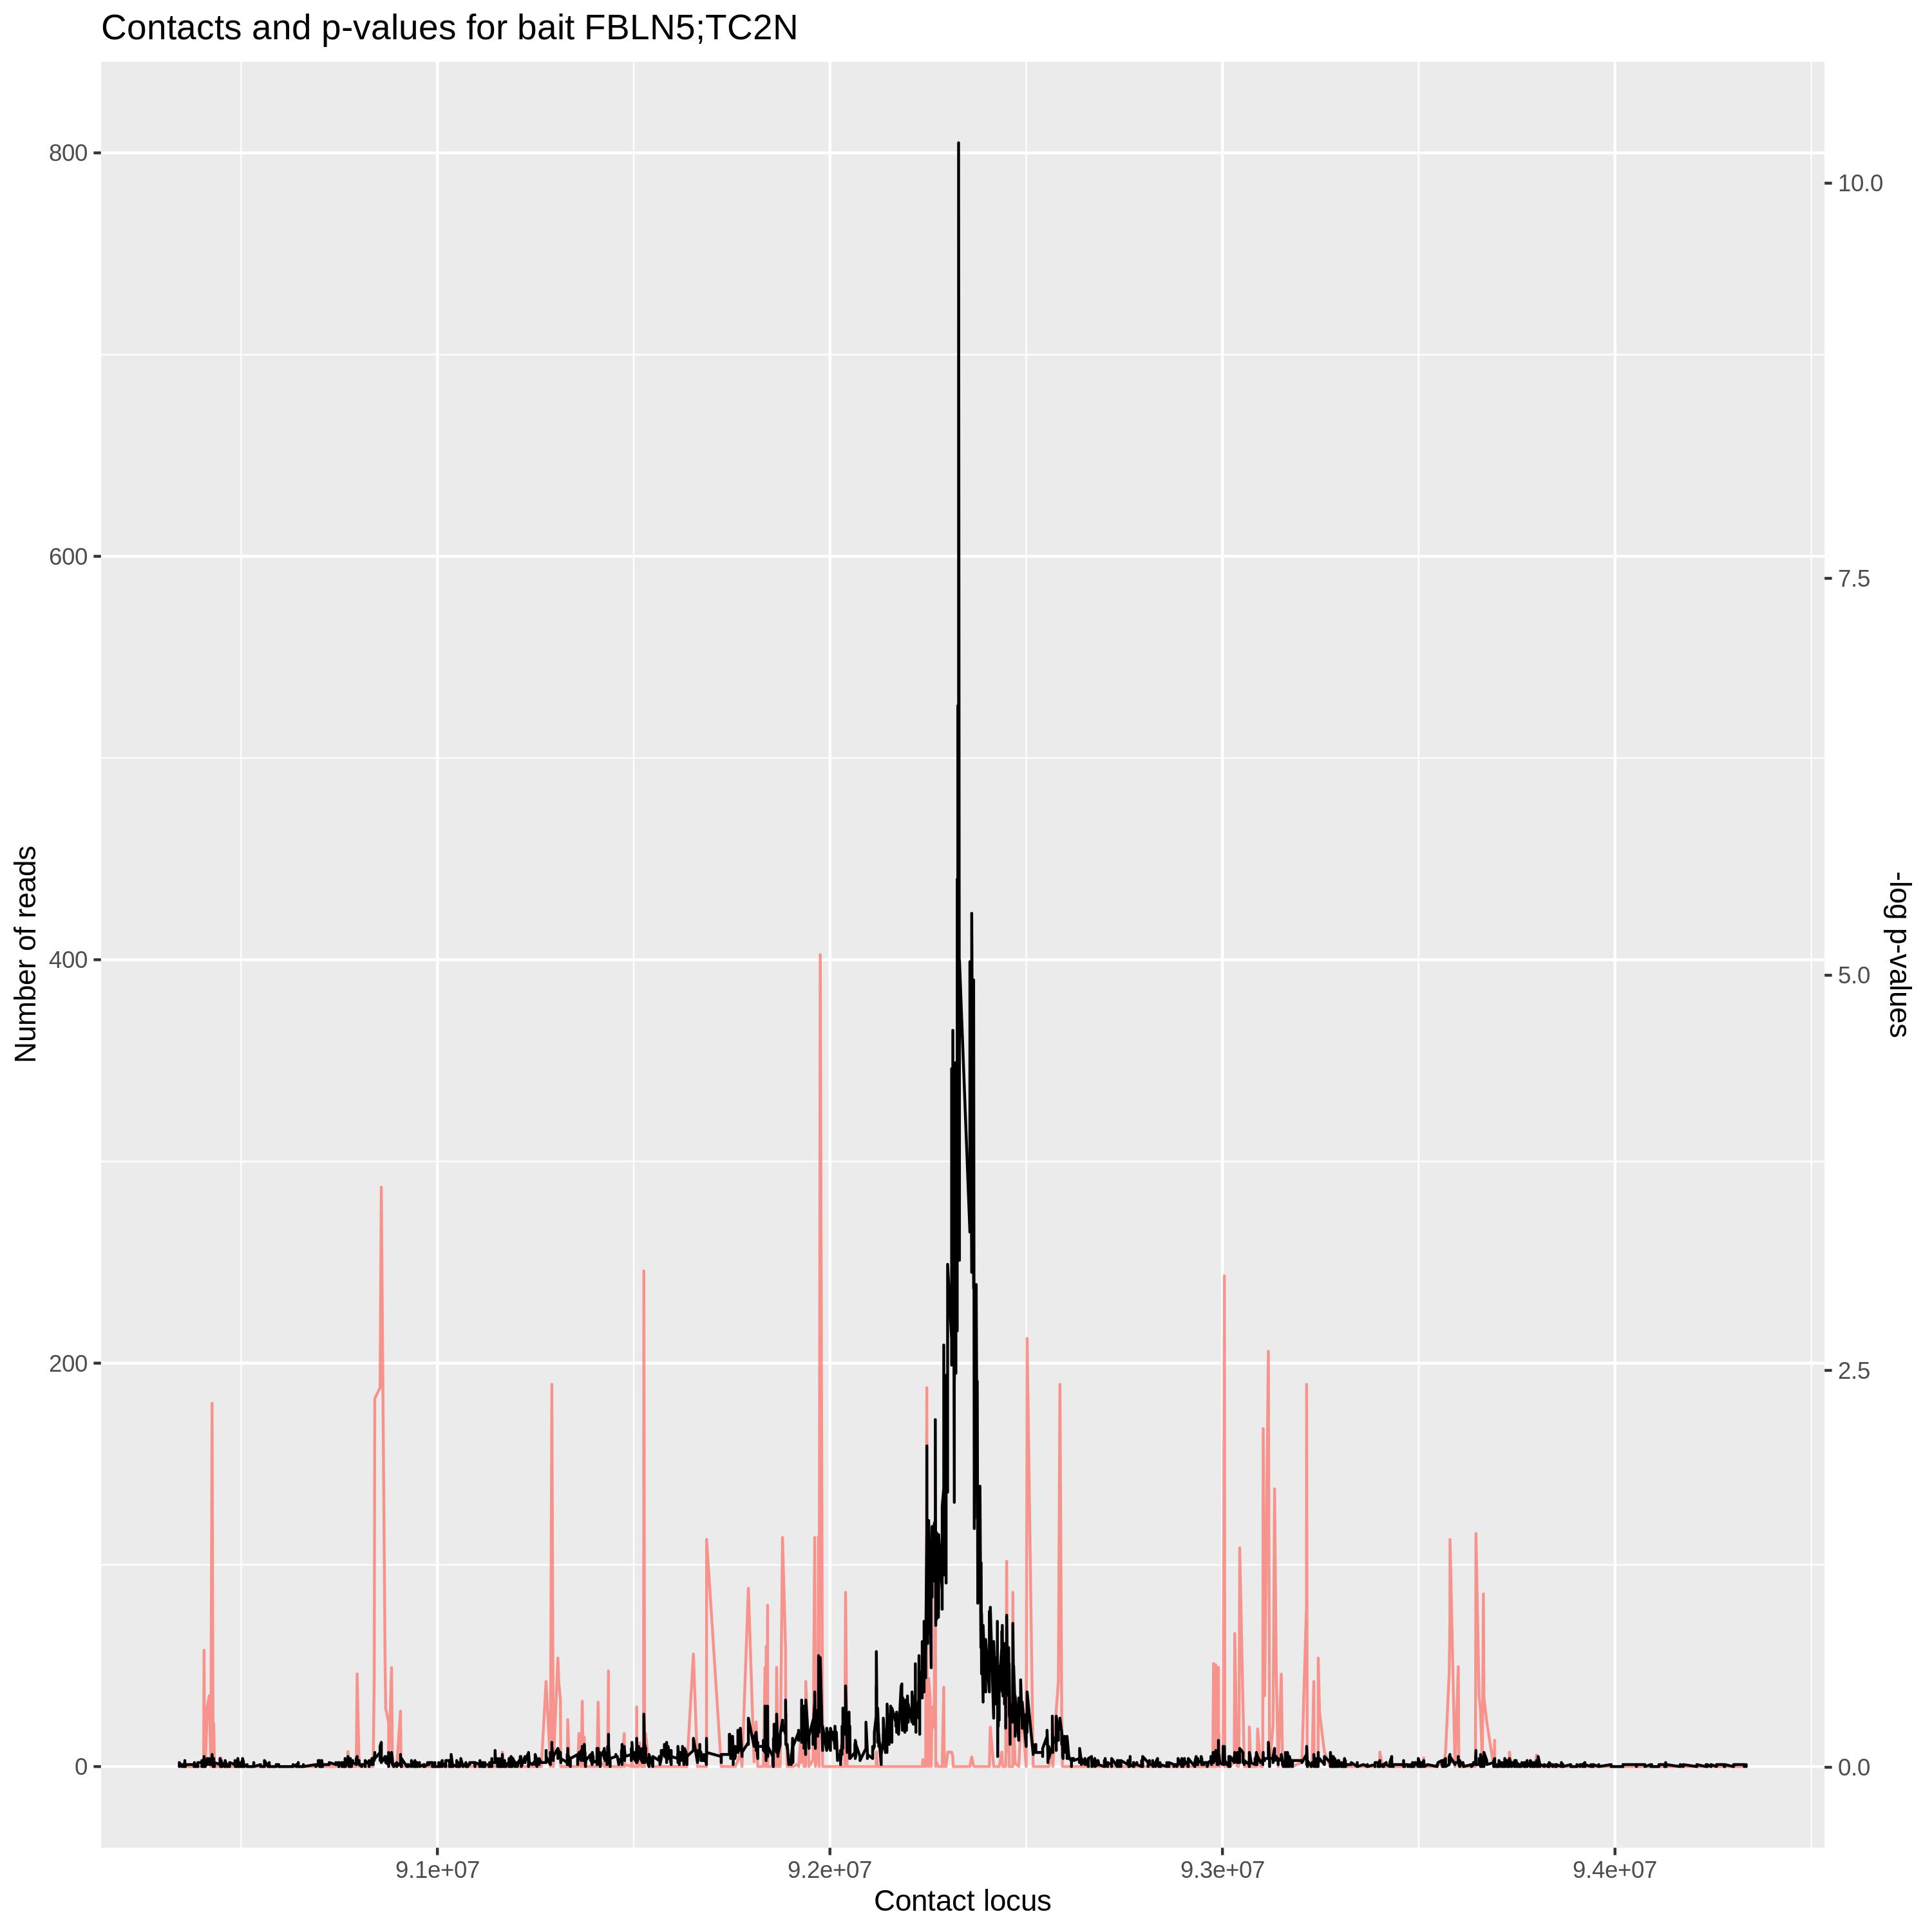 Contacts and p-values for bait FBLN5;TC2N
800
600
400
200
0
Number of reads
10.0
7.5
5.0
2.5
0.0
-log p-values
9.1e+07
9.2e+07
9.3e+07
9.4e+07
Contact locus